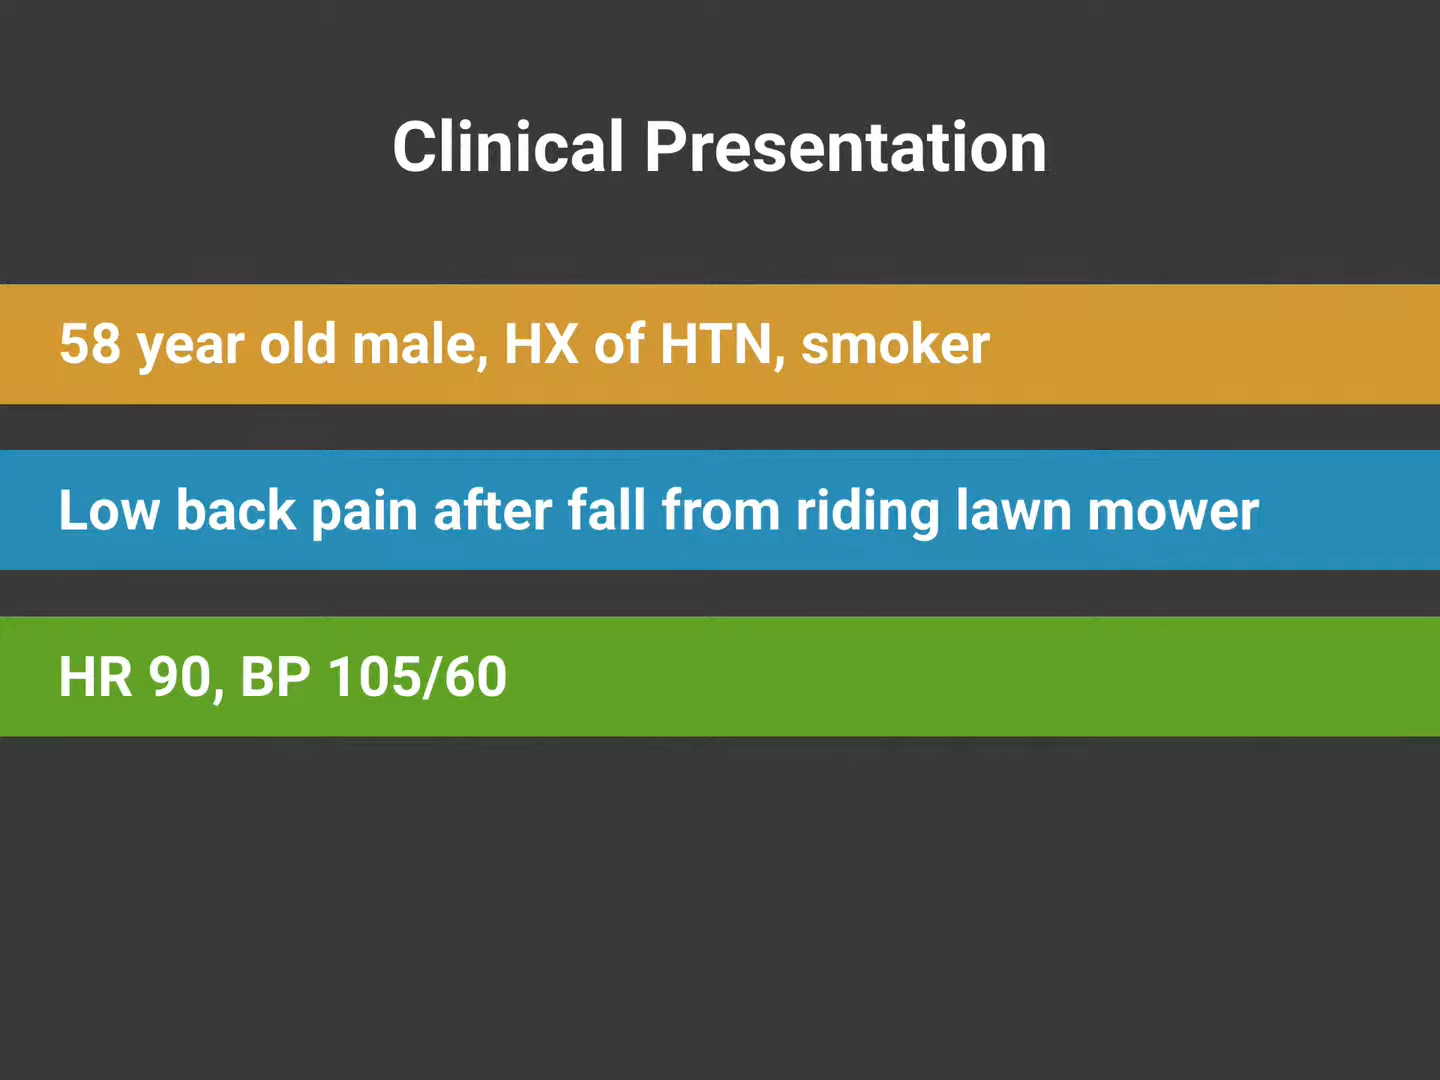 Clinical Presentation
58 year old male, HX of HTN, smoker
Low back pain after fall from riding lawn mower
HR 90, BP 105/60